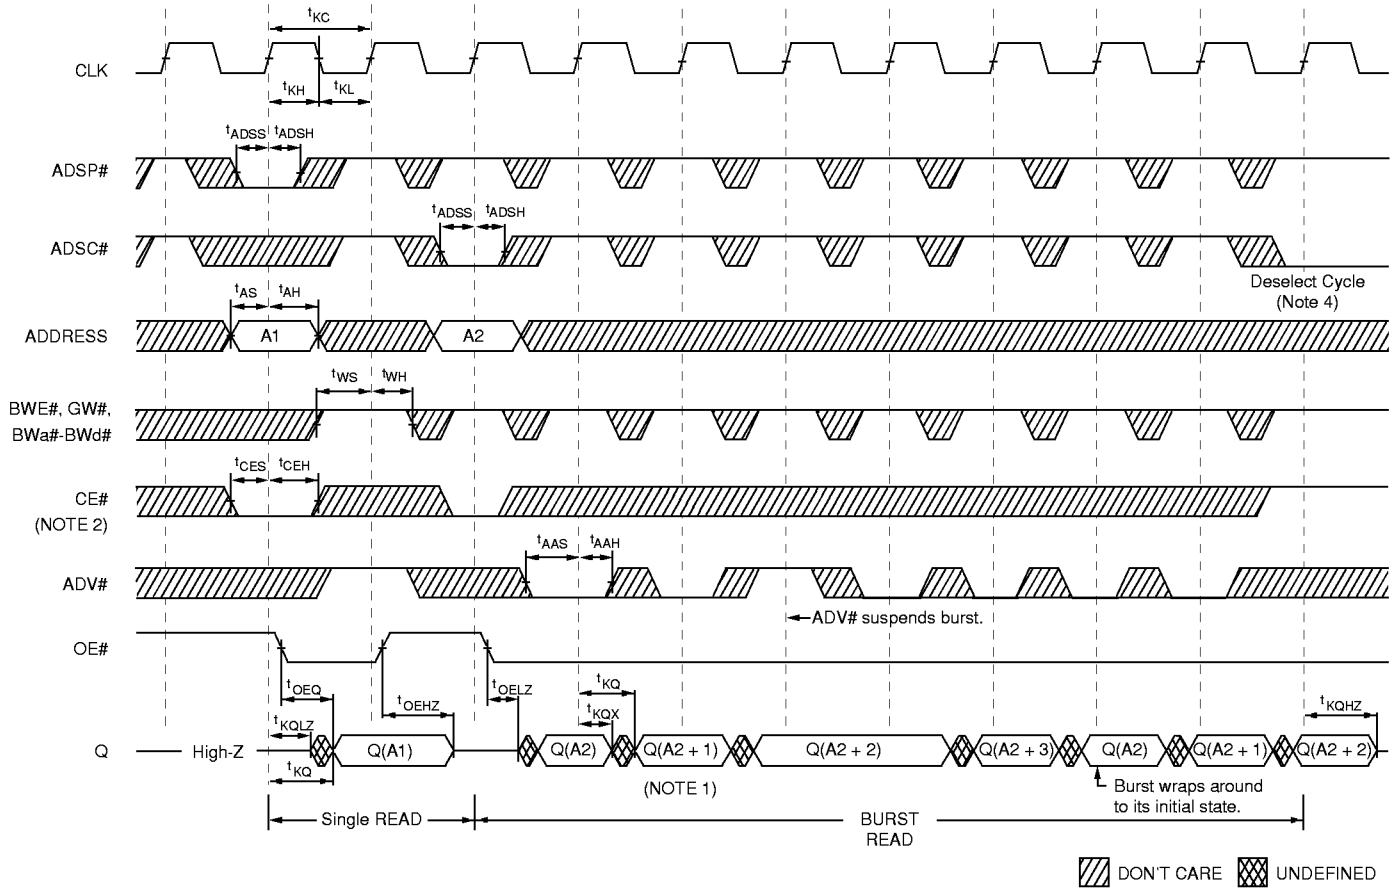 tKC
CLK
tKH tKL
tADSS tADSH
ADSP#
tADSS tADSH
ADSC#
Deselect Cycle
(Note 4)
tAS tAH
ADDRESS A1 A2
tWS tWH
BWE#, GW#,
BWa#-BWd#
tCES tCEH
CE#
(NOTE 2)
tAAS tAAH
ADV#
ADV# suspends burst.
OE#
tOEQ tOEHZ tOELZ tKQ
tKQLZ tKQX tKQHZ
Q High-Z Q(A1) Q(A2) Q(A2 + 1) Q(A2 + 2) Q(A2 + 3) Q(A2) Q(A2 + 1) Q(A2 + 2)
tKQ
(NOTE 1)
Burst wraps around
to its initial state.
Single READ BURST
READ
DON'T CARE UNDEFINED